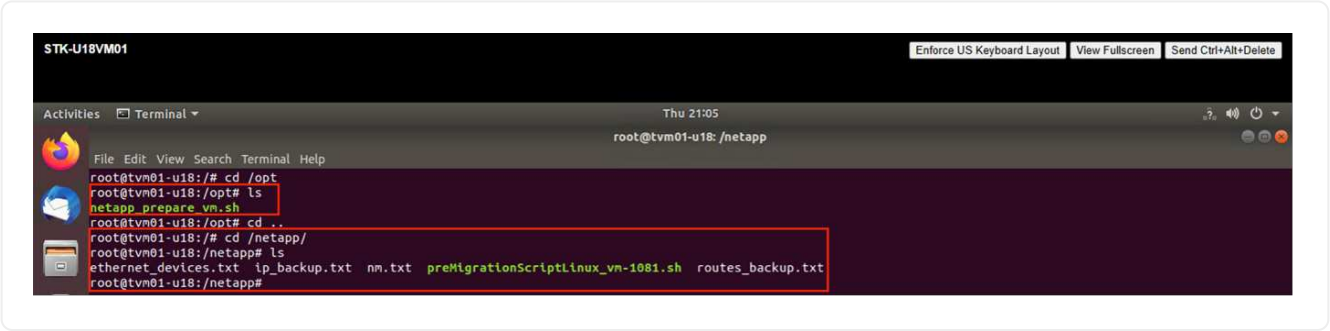 STK-U18VM01 Enforce US Keyboard Layout View Fullscreen Send Ctrl+Alt+Delete
Activities Terminal Thu 21:05
root@tvm01-u18: /netapp
File Edit View Search Terminal Help
root@tvm01-u18:/# cd /opt
root@tvm01-u18:/opt# ls
netapp_prepare_vm.sh
root@tvm01-u18:/opt# cd ..
root@tvm01-u18:/# cd /netapp/
root@tvm01-u18:/netapp# ls
ethernet_devices.txt ip_backup.txt nm.txt preMigrationScriptLinux_vm-1081.sh routes_backup.txt
root@tvm01-u18:/netapp#